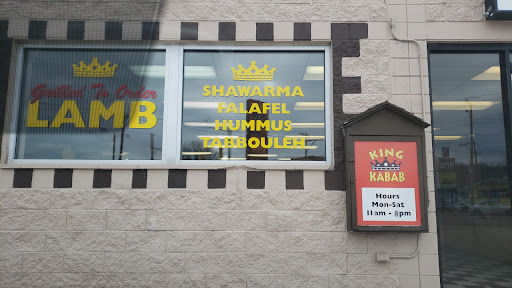 Grilled To Order
LAMB
SHAWARMA
FALAFEL
HUMMUS
TABBOULEH
KING
KABAB
Hours
Mon-Sat
11am - 8pm